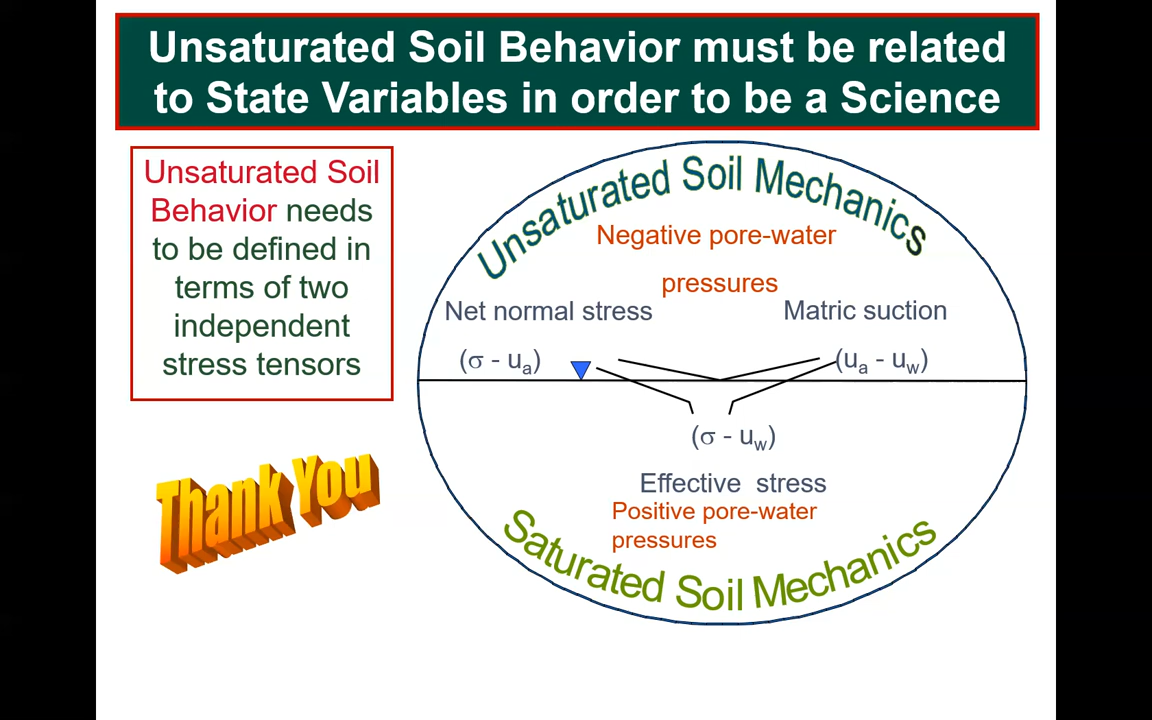 Unsaturated Soil Behavior must be related
to State Variables in order to be a Science
Unsaturated Soil
Behavior needs
to be defined in
terms of two
independent
stress tensors
Thank You
Unsaturated Soil Mechanics
Negative pore-water
pressures
Net normal stress
Matric suction
(σ - uₐ)
(uₐ - u_w)
(σ - u_w)
Effective stress
Positive pore-water
pressures
Saturated Soil Mechanics